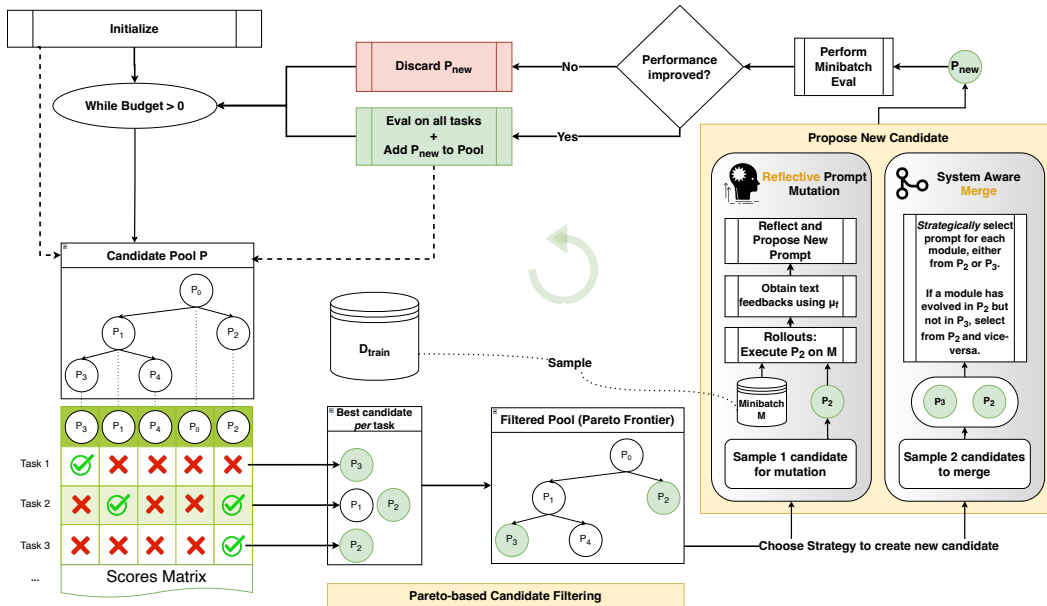 Initialize
While Budget > 0
Discard P_new
No
Performance
improved?
Perform
Minibatch
Eval
P_new
Eval on all tasks
+
Add P_new to Pool
Yes
Propose New Candidate
Reflective Prompt
Mutation
Reflect and
Propose New
Prompt
Obtain text
feedbacks using μ_f
Rollouts:
Execute P_2 on M
Minibatch
M
P_2
Sample 1 candidate
for mutation
System Aware
Merge
Strategically select
prompt for each
module, either
from P_2 or P_3.
If a module has
evolved in P_2 but
not in P_3, select
from P_2 and vice-
versa.
P_3 P_2
Sample 2 candidates
to merge
Candidate Pool P
P_0
P_1 P_2
P_3 P_4
D_train
Sample
P_3 P_1 P_4 P_0 P_2
Task 1
Task 2
Task 3
...
Scores Matrix
Best candidate
per task
P_3
P_1 P_2
P_2
Filtered Pool (Pareto Frontier)
P_0
P_1 P_2
P_3 P_4
Choose Strategy to create new candidate
Pareto-based Candidate Filtering